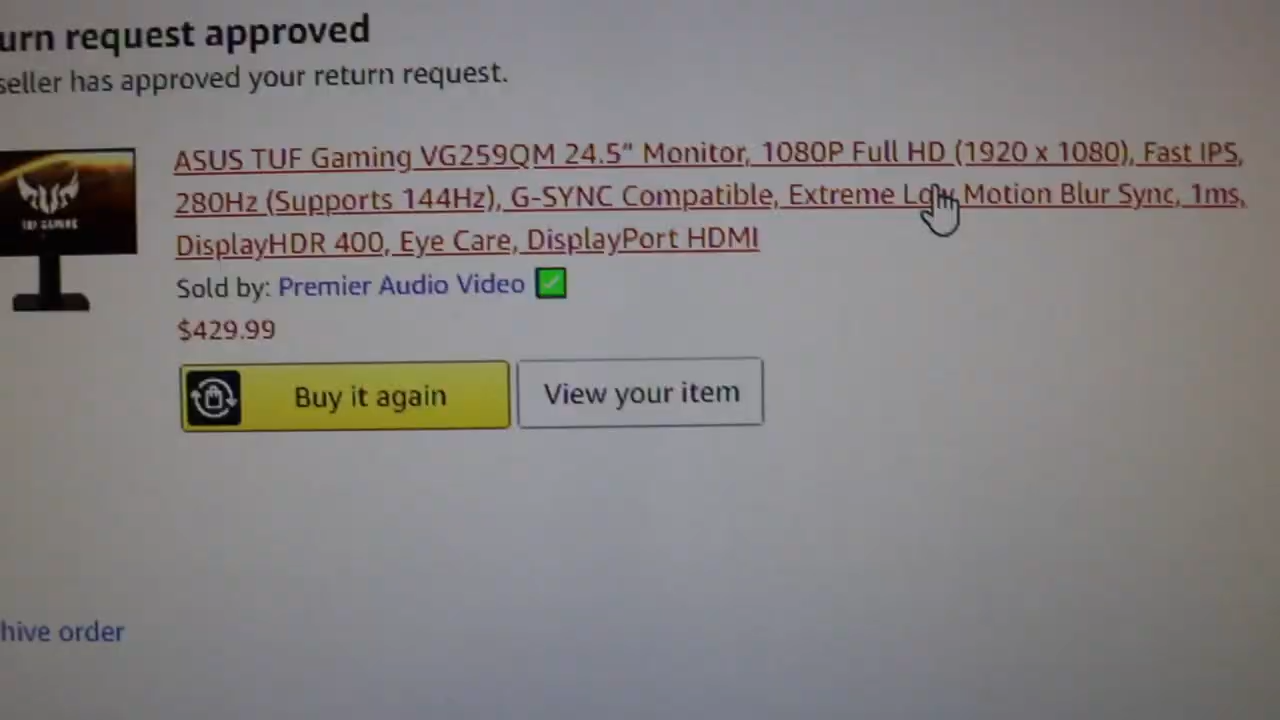 urn request approved
seller has approved your return request.
ASUS TUF Gaming VG259QM 24.5" Monitor, 1080P Full HD (1920 x 1080), Fast IPS,
280Hz (Supports 144Hz), G-SYNC Compatible, Extreme Low Motion Blur Sync, 1ms,
DisplayHDR 400, Eye Care, DisplayPort HDMI
TUF GAMING
Sold by: Premier Audio Video
$429.99
Buy it again
View your item
hive order